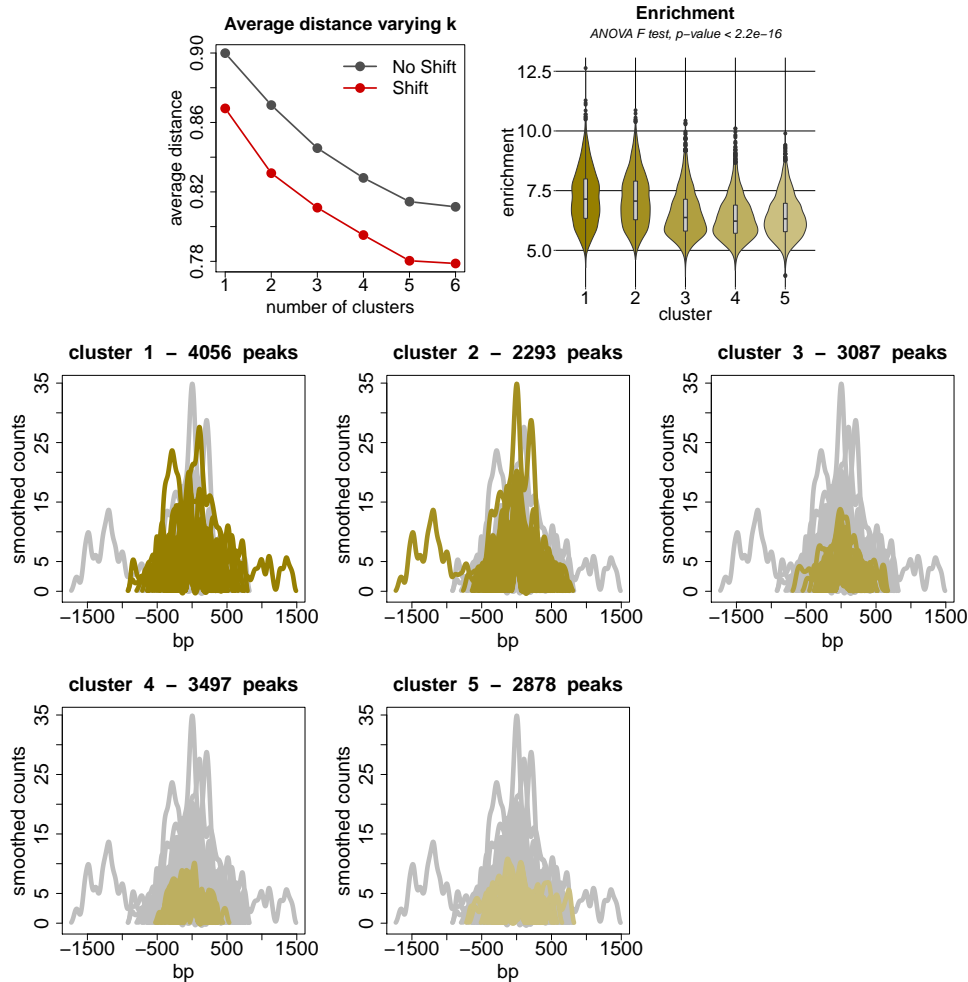 Average distance varying k
0.90
0.86
0.82
0.78
average distance
No Shift
Shift
1 2 3 4 5 6
number of clusters
Enrichment
ANOVA F test, p−value < 2.2e−16
12.5
10.0
7.5
5.0
enrichment
1 2 3 4 5
cluster
cluster 1 − 4056 peaks
35
25
15
5
0
smoothed counts
−1500 −500 500 1500
bp
cluster 2 − 2293 peaks
35
25
15
5
0
smoothed counts
−1500 −500 500 1500
bp
cluster 3 − 3087 peaks
35
25
15
5
0
smoothed counts
−1500 −500 500 1500
bp
cluster 4 − 3497 peaks
35
25
15
5
0
smoothed counts
−1500 −500 500 1500
bp
cluster 5 − 2878 peaks
35
25
15
5
0
smoothed counts
−1500 −500 500 1500
bp